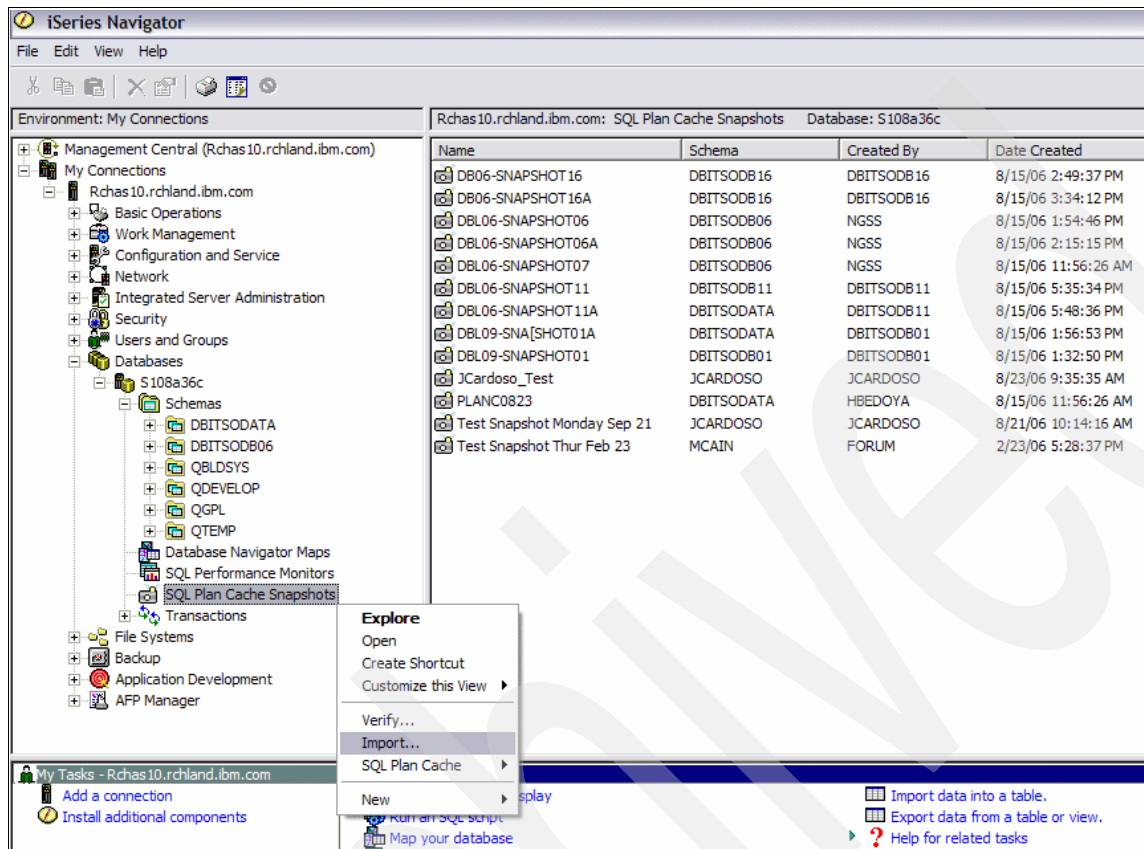 iSeries Navigator
File Edit View Help
Environment: My Connections
Rchas10.rchland.ibm.com: SQL Plan Cache Snapshots Database: S108a36c
Management Central (Rchas10.rchland.ibm.com)
My Connections
Rchas10.rchland.ibm.com
Basic Operations
Work Management
Configuration and Service
Network
Integrated Server Administration
Security
Users and Groups
Databases
S108a36c
Schemas
DBITSODATA
DBITSODB06
QBLDSYS
QDEVELOP
QGPL
QTEMP
Database Navigator Maps
SQL Performance Monitors
SQL Plan Cache Snapshots
Transactions
File Systems
Backup
Application Development
AFP Manager
Name Schema Created By Date Created
DB06-SNAPSHOT16 DBITSODB16 DBITSODB16 8/15/06 2:49:37 PM
DB06-SNAPSHOT16A DBITSODB16 DBITSODB16 8/15/06 3:34:12 PM
DBL06-SNAPSHOT06 DBITSODB06 NGSS 8/15/06 1:54:46 PM
DBL06-SNAPSHOT06A DBITSODB06 NGSS 8/15/06 2:15:15 PM
DBL06-SNAPSHOT07 DBITSODB06 NGSS 8/15/06 11:56:26 AM
DBL06-SNAPSHOT11 DBITSODB11 DBITSODB11 8/15/06 5:35:34 PM
DBL06-SNAPSHOT11A DBITSODATA DBITSODB11 8/15/06 5:48:36 PM
DBL09-SNA[SHOT01A DBITSODATA DBITSODB01 8/15/06 1:56:53 PM
DBL09-SNAPSHOT01 DBITSODB01 DBITSODB01 8/15/06 1:32:50 PM
JCardoso_Test JCARDOSO JCARDOSO 8/23/06 9:35:35 AM
PLANC0823 DBITSODATA HBEDOYA 8/15/06 11:56:26 AM
Test Snapshot Monday Sep 21 JCARDOSO JCARDOSO 8/21/06 10:14:16 AM
Test Snapshot Thur Feb 23 MCAIN FORUM 2/23/06 5:28:37 PM
Explore
Open
Create Shortcut
Customize this View
Verify...
Import...
SQL Plan Cache
New
My Tasks - Rchas10.rchland.ibm.com
Add a connection
Install additional components
Run an SQL script
Map your database
Import data into a table.
Export data from a table or view.
Help for related tasks